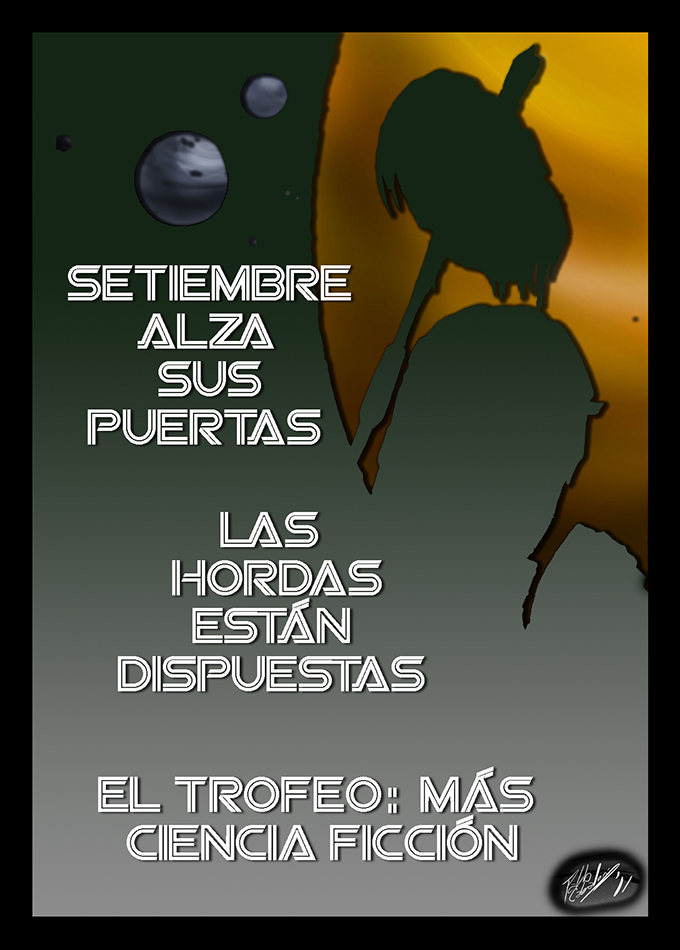 SETIEMBRE
ALZA
SUS
PUERTAS
LAS
HORDAS
ESTÁN
DISPUESTAS
EL TROFEO: MÁS
CIENCIA FICCIÓN